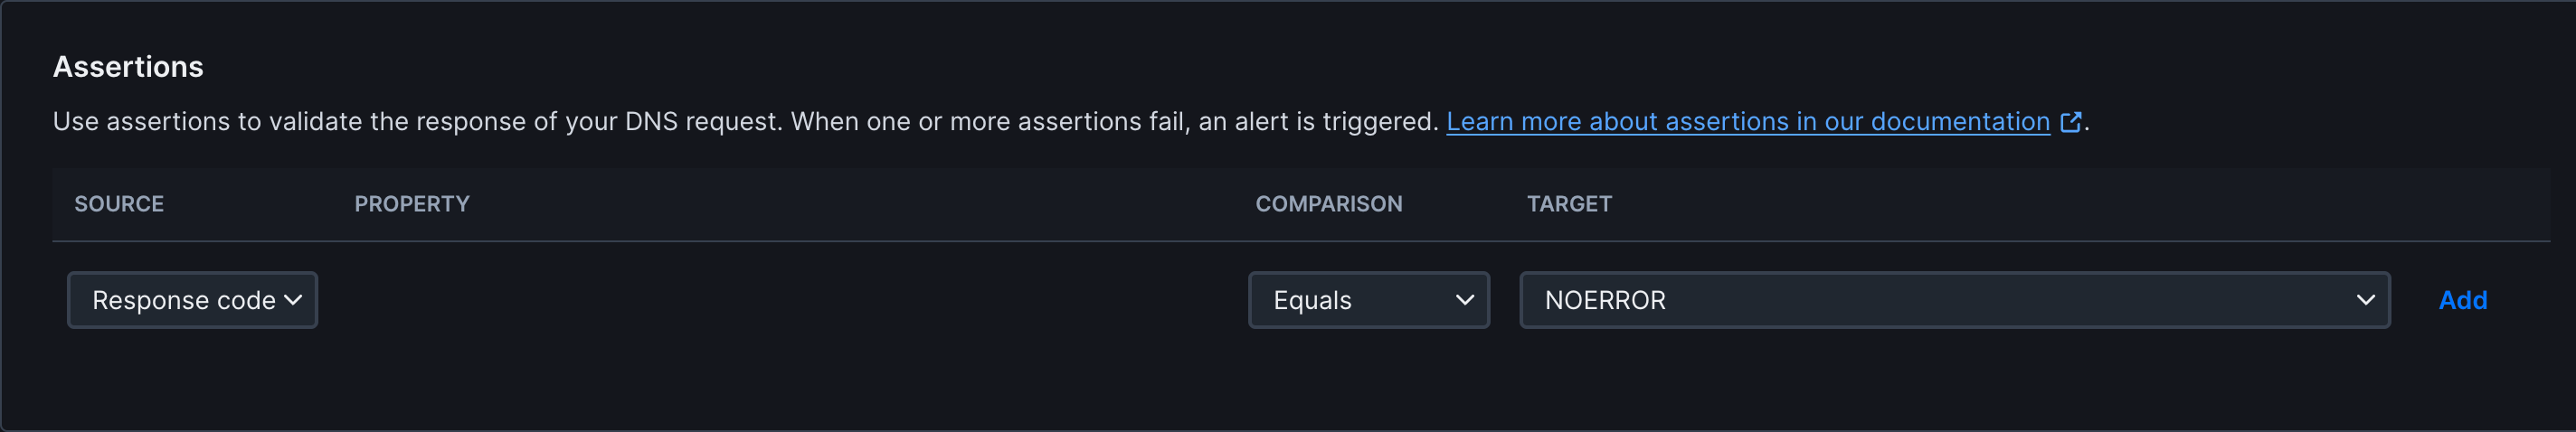 Assertions
Use assertions to validate the response of your DNS request. When one or more assertions fail, an alert is triggered. Learn more about assertions in our documentation.
SOURCE PROPERTY COMPARISON TARGET
Response code Equals NOERROR Add